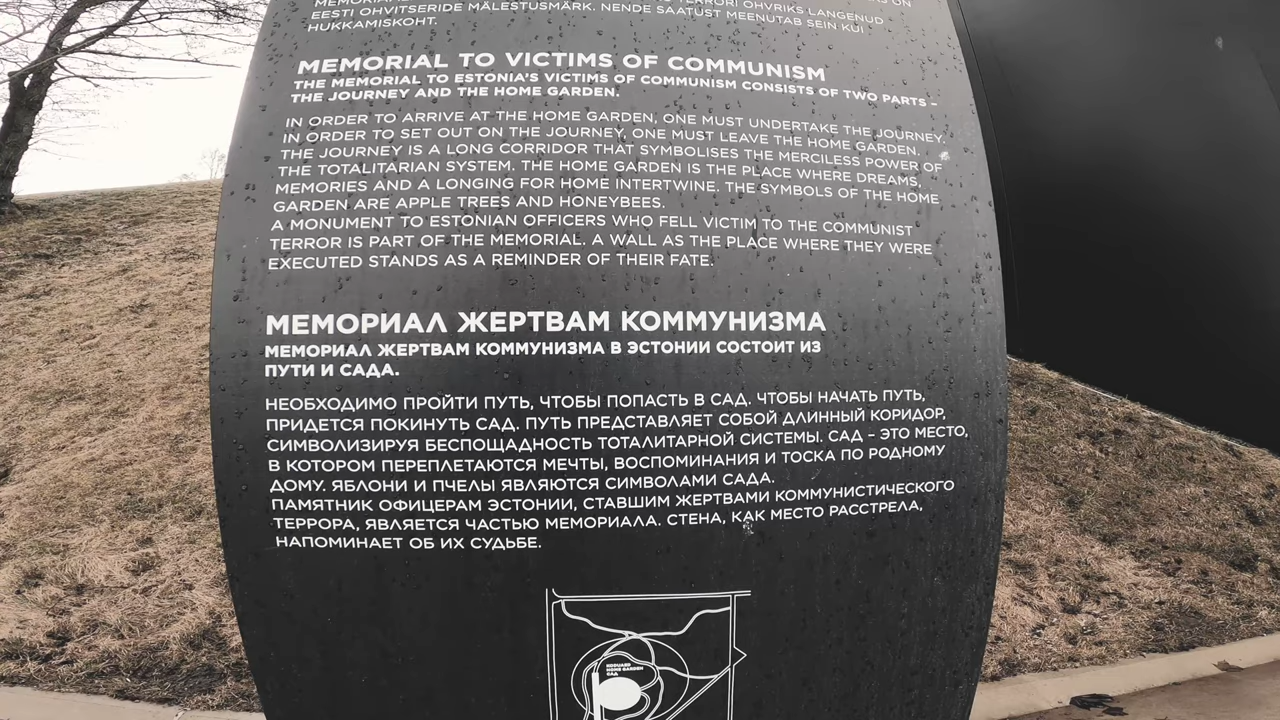 TERRORI OHVRIKS LANGENUD
EESTI OHVITSERIDE MÄLESTUSMÄRK. NENDE SAATUST MEENUTAB SEIN KUI
HUKKAMISKOHT.
MEMORIAL TO VICTIMS OF COMMUNISM
THE MEMORIAL TO ESTONIA'S VICTIMS OF COMMUNISM CONSISTS OF TWO PARTS –
THE JOURNEY AND THE HOME GARDEN.
IN ORDER TO ARRIVE AT THE HOME GARDEN, ONE MUST UNDERTAKE THE JOURNEY.
IN ORDER TO SET OUT ON THE JOURNEY, ONE MUST LEAVE THE HOME GARDEN.
THE JOURNEY IS A LONG CORRIDOR THAT SYMBOLISES THE MERCILESS POWER OF
THE TOTALITARIAN SYSTEM. THE HOME GARDEN IS THE PLACE WHERE DREAMS,
MEMORIES AND A LONGING FOR HOME INTERTWINE. THE SYMBOLS OF THE HOME
GARDEN ARE APPLE TREES AND HONEYBEES.
A MONUMENT TO ESTONIAN OFFICERS WHO FELL VICTIM TO THE COMMUNIST
TERROR IS PART OF THE MEMORIAL. A WALL AS THE PLACE WHERE THEY WERE
EXECUTED STANDS AS A REMINDER OF THEIR FATE.
МЕМОРИАЛ ЖЕРТВАМ КОММУНИЗМА
МЕМОРИАЛ ЖЕРТВАМ КОММУНИЗМА В ЭСТОНИИ СОСТОИТ ИЗ
ПУТИ И САДА.
НЕОБХОДИМО ПРОЙТИ ПУТЬ, ЧТОБЫ ПОПАСТЬ В САД. ЧТОБЫ НАЧАТЬ ПУТЬ,
ПРИДЕТСЯ ПОКИНУТЬ САД. ПУТЬ ПРЕДСТАВЛЯЕТ СОБОЙ ДЛИННЫЙ КОРИДОР,
СИМВОЛИЗИРУЯ БЕСПОЩАДНОСТЬ ТОТАЛИТАРНОЙ СИСТЕМЫ. САД – ЭТО МЕСТО,
В КОТОРОМ ПЕРЕПЛЕТАЮТСЯ МЕЧТЫ, ВОСПОМИНАНИЯ И ТОСКА ПО РОДНОМУ
ДОМУ. ЯБЛОНИ И ПЧЕЛЫ ЯВЛЯЮТСЯ СИМВОЛАМИ САДА.
ПАМЯТНИК ОФИЦЕРАМ ЭСТОНИИ, СТАВШИМ ЖЕРТВАМИ КОММУНИСТИЧЕСКОГО
ТЕРРОРА, ЯВЛЯЕТСЯ ЧАСТЬЮ МЕМОРИАЛА. СТЕНА, КАК МЕСТО РАССТРЕЛА,
НАПОМИНАЕТ ОБ ИХ СУДЬБЕ.
KODUAED
HOME GARDEN
САД